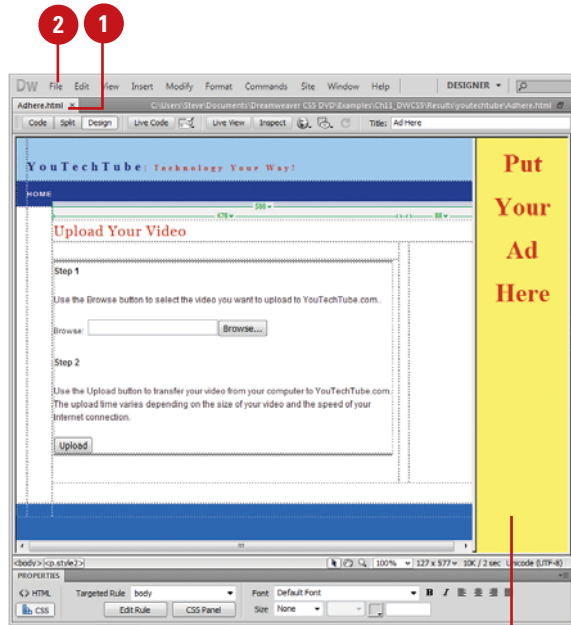 2 1
DW File Edit View Insert Modify Format Commands Site Window Help DESIGNER
Adhere.html × C:\Users\Steve\Documents\Dreamweaver CS5 DVD\Examples\Ch11_DWCS5\Results\youtechtube\Adhere.html
Code Split Design Live Code Live View Inspect Title: Ad Here
YouTechTube| Technology Your Way!
HOME
580
478 88
Upload Your Video
Step 1
Use the Browse button to select the video you want to upload to YouTechTube.com..
Browse: Browse...
Step 2
Use the Upload button to transfer your video from your computer to YouTechTube.com.
The upload time varies depending on the size of your video and the speed of your
Internet connection.
Upload
Put
Your
Ad
Here
<body> <p.style2> 100% 127 x 577 10K / 2 sec Unicode (UTF-8)
PROPERTIES
<> HTML Targeted Rule body Font Default Font B I
CSS Edit Rule CSS Panel Size None